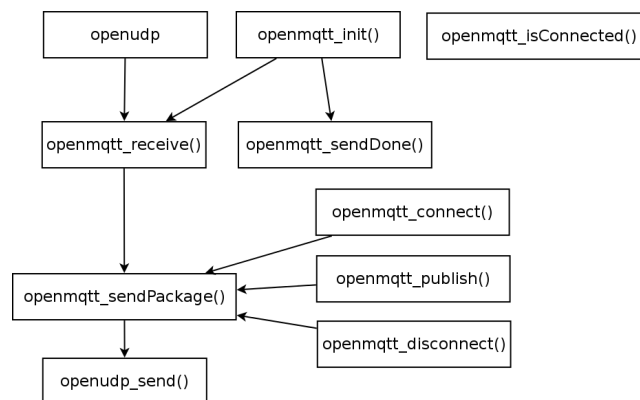 openudp
openmqtt_init()
openmqtt_isConnected()
openmqtt_receive()
openmqtt_sendDone()
openmqtt_connect()
openmqtt_publish()
openmqtt_sendPackage()
openmqtt_disconnect()
openudp_send()